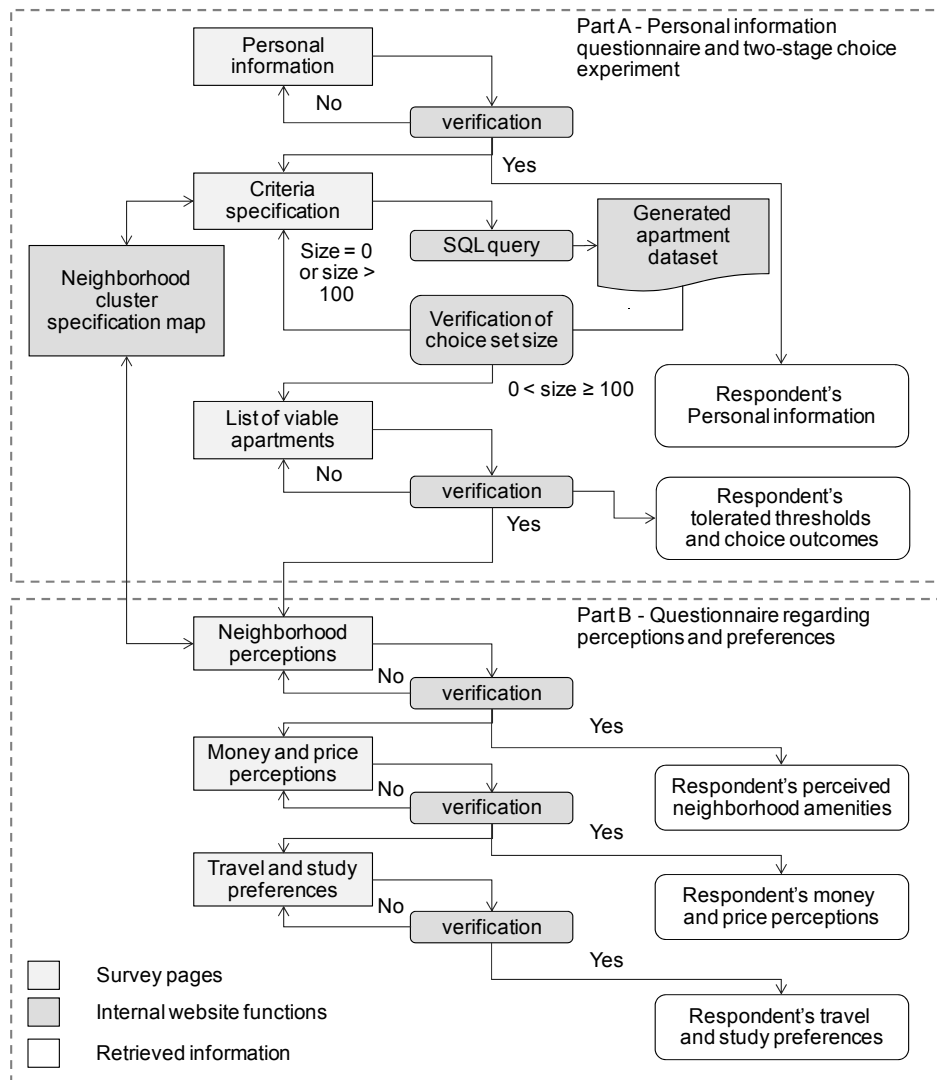 Part A - Personal information
questionnaire and two-stage choice
experiment
Personal
information
No
verification
Yes
Criteria
specification
Generated
apartment
dataset
SQL query
Size = 0
or size >
100
Neighborhood
cluster
specification map
Verification of
choice set size
0 < size ≥ 100
Respondent's
Personal information
List of viable
apartments
No
verification
Yes
Respondent's
tolerated thresholds
and choice outcomes
Part B - Questionnaire regarding
perceptions and preferences
Neighborhood
perceptions
No
verification
Yes
Money and price
perceptions
No
verification
Respondent's perceived
neighborhood amenities
Yes
Travel and study
preferences
No
verification
Respondent's money
and price perceptions
Yes
Survey pages
Internal website functions
Retrieved information
Respondent's travel
and study preferences